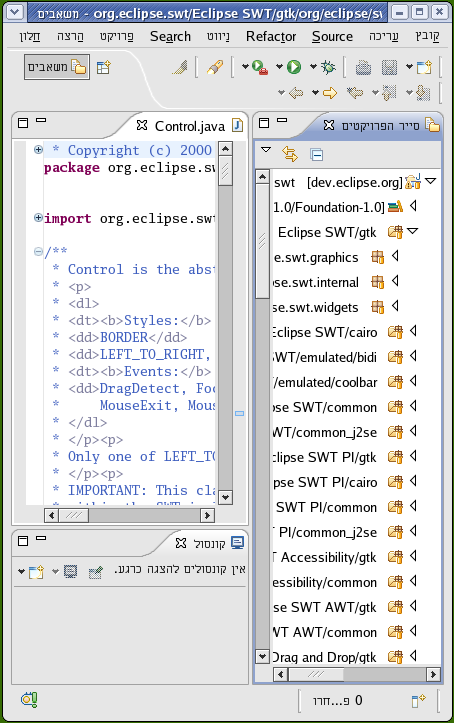 משאבים - org.eclipse.swt/Eclipse SWT/gtk/org/eclipse/sw
קובץ עריכה Source Refactor ניווט Search פרויקט הרצה חלון
משאבים
סייר הפרויקטים
swt [dev.eclipse.org]
1.0/Foundation-1.0]
Eclipse SWT/gtk
e.swt.graphics
pse.swt.internal
se.swt.widgets
Eclipse SWT/cairo
SWT/emulated/bidi
/emulated/coolbar
pse SWT/common
WT/common_j2se
clipse SWT PI/gtk
ipse SWT PI/cairo
SWT PI/common
T PI/common_j2se
T Accessibility/gtk
essibility/common
se SWT AWT/gtk
WT AWT/common
Drag and Drop/gtk
Control.java
* Copyright (c) 2000
package org.eclipse.sw
import org.eclipse.swt
/**
* Control is the abst
* <p>
* <dl>
* <dt><b>Styles:</b>
* <dd>BORDER</dd>
* <dd>LEFT_TO_RIGHT,
* <dt><b>Events:</b>
* <dd>DragDetect, Foc
* MouseExit, Mous
* </dl>
* </p><p>
* Only one of LEFT_TO
* </p><p>
* IMPORTANT: This cla
קונסול
אין קונסולים להצגה כרגע.
0 פ...חרו